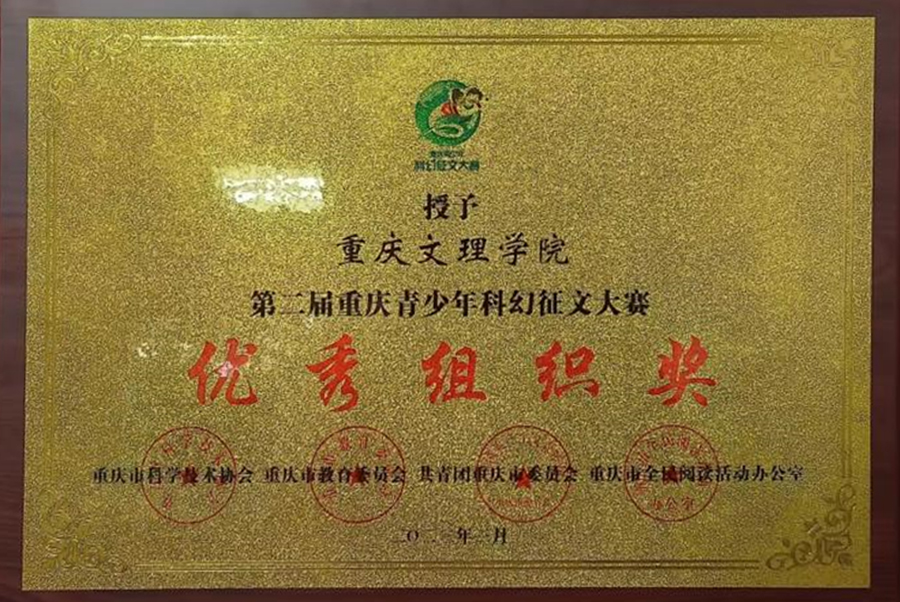 科幻征文大赛
授予
重庆文理学院
第二届重庆青少年科幻征文大赛
优秀组织奖
重庆市科学技术协会 重庆市教育委员会 共青团重庆市委员会 重庆市全民阅读活动办公室
办公室